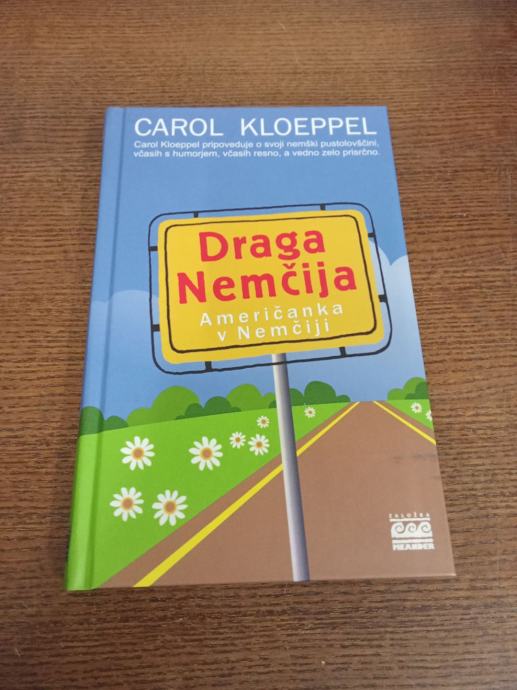 CAROL KLOEPPEL
Carol Kloeppel pripoveduje o svoji nemški pustolovščini,
včasih s humorjem, včasih resno, a vedno zelo prisrčno.
Draga
Nemčija
Američanka
v Nemčiji
ZALOŽBA
MEANDER